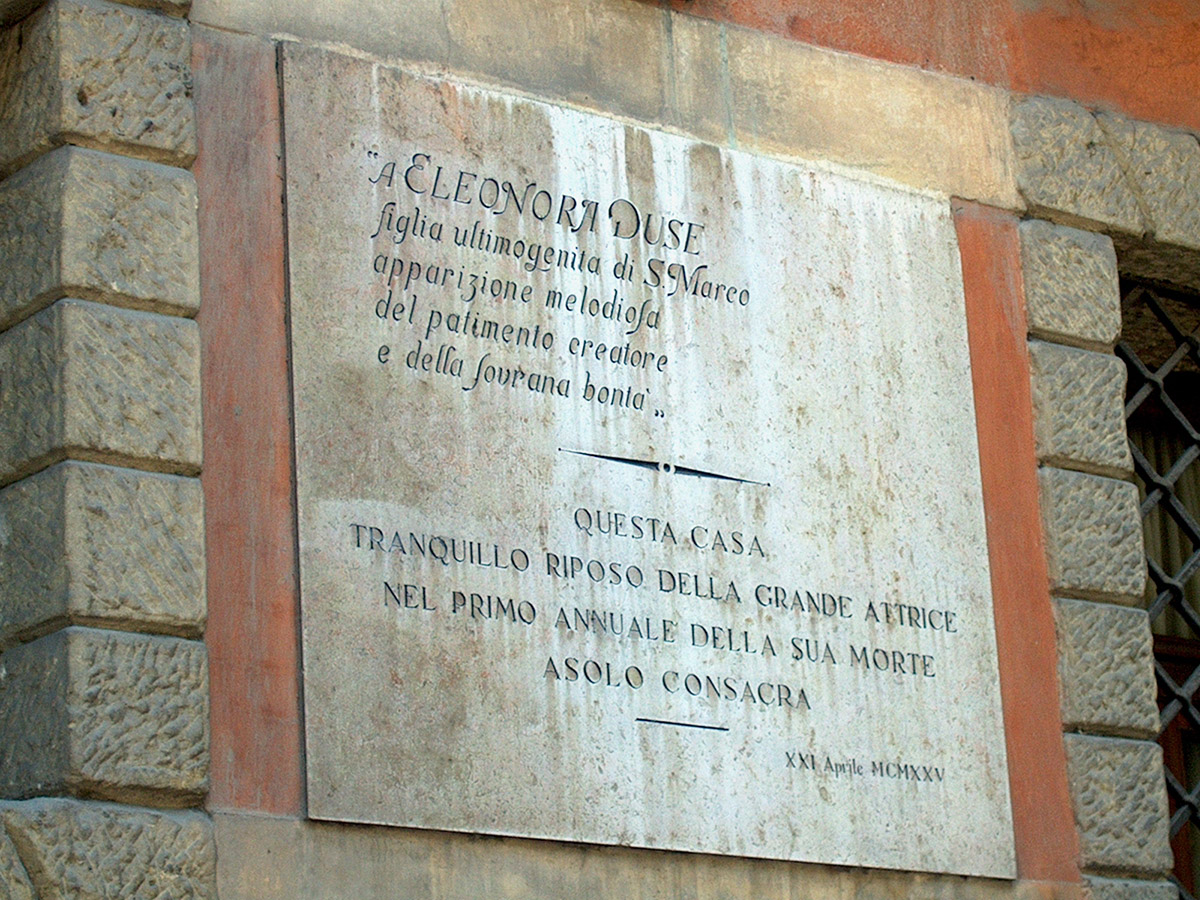 "A ELEONORA DUSE
figlia ultimogenita di S. Marco
apparizione melodiosa
del patimento creatore
e della sovrana bontà„
QUESTA CASA
TRANQUILLO RIPOSO DELLA GRANDE ATTRICE
NEL PRIMO ANNUALE DELLA SUA MORTE
ASOLO CONSACRA
XXI Aprile MCMXXV